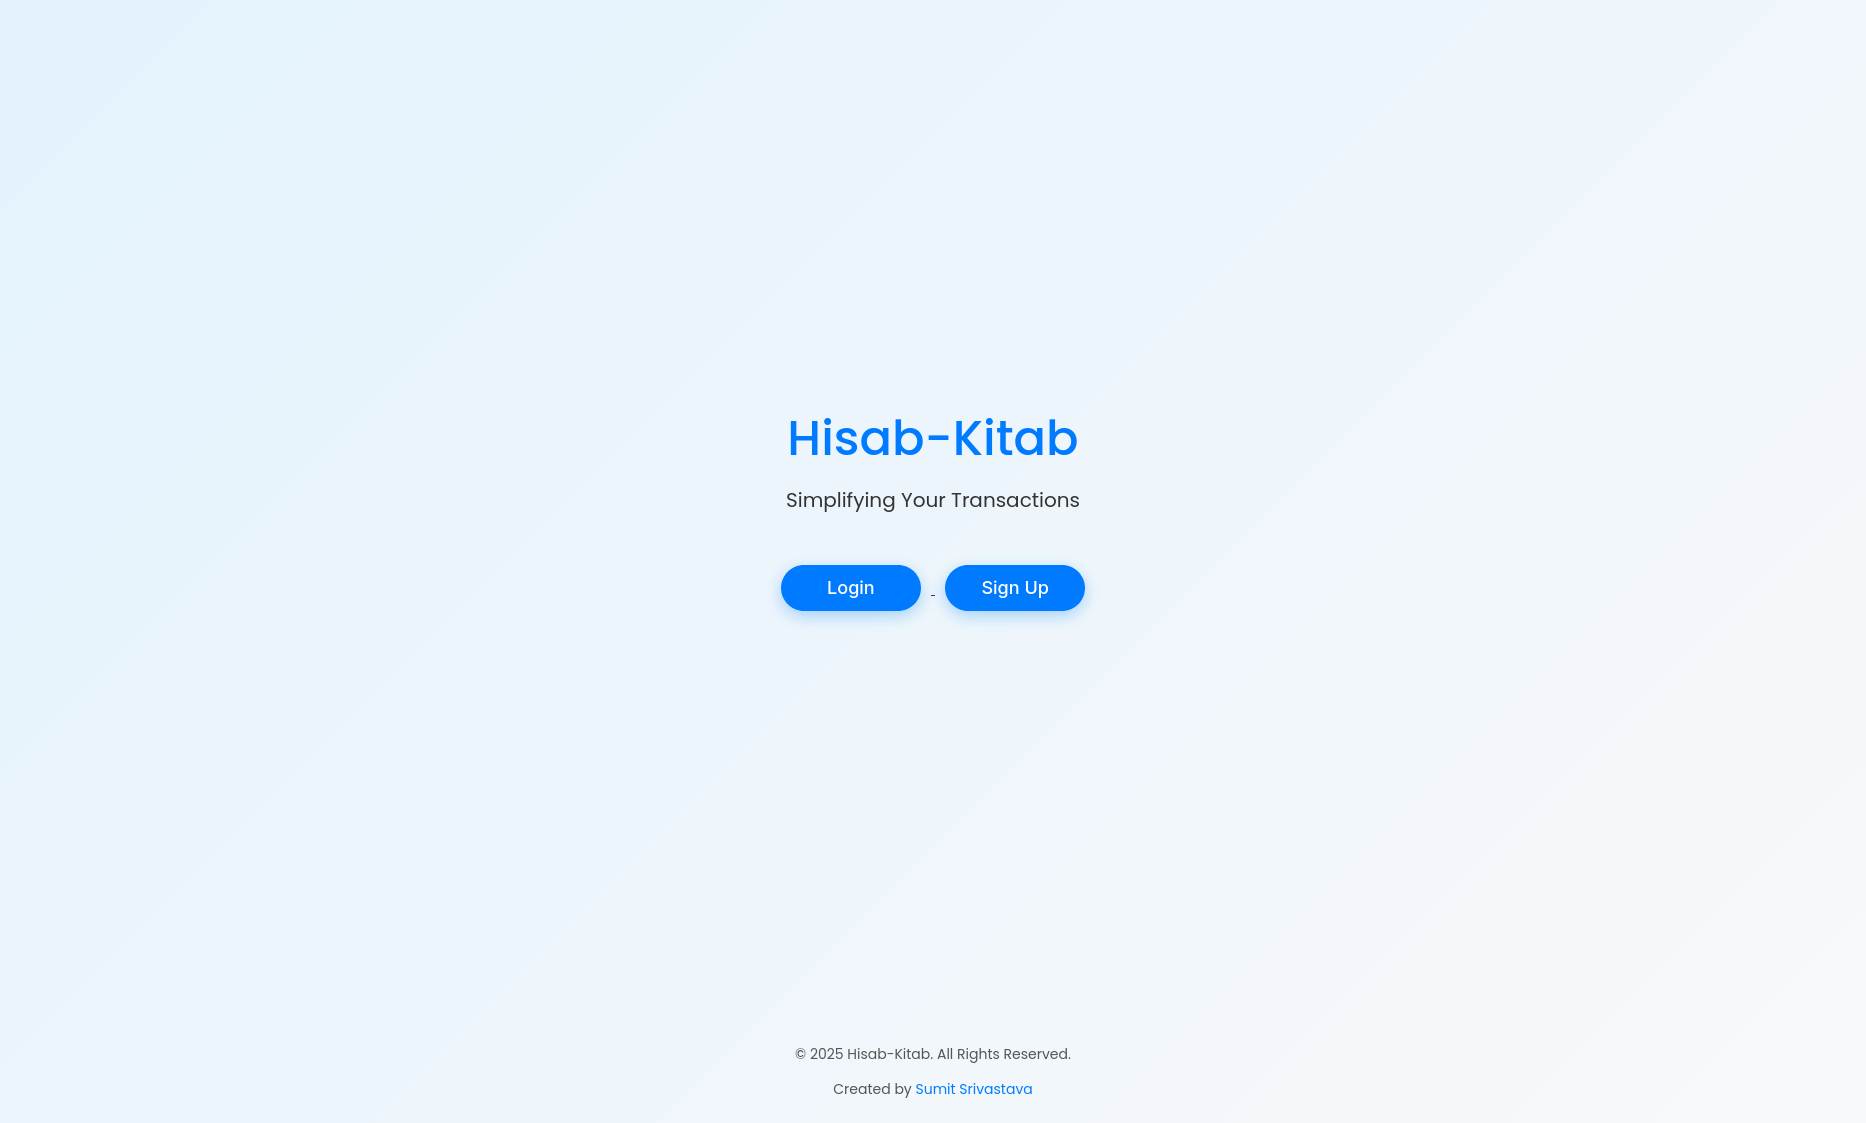 Hisab-Kitab
Simplifying Your Transactions
Login
Sign Up
© 2025 Hisab-Kitab. All Rights Reserved.
Created by Sumit Srivastava